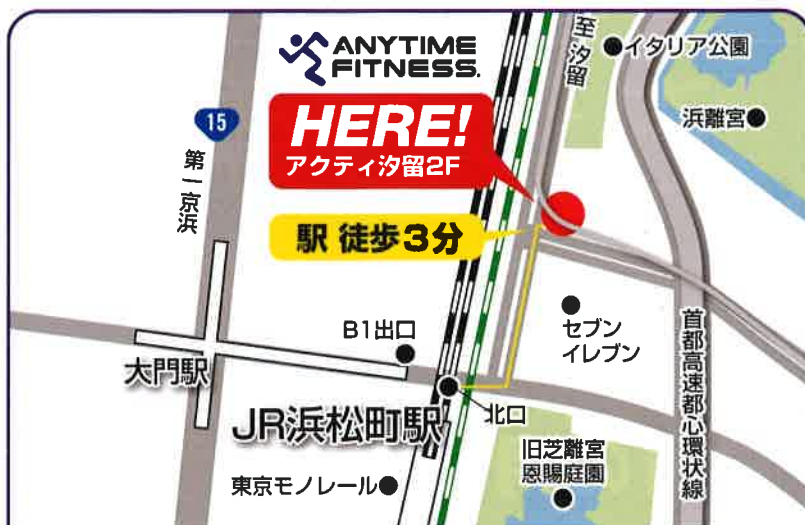 ANYTIME
FITNESS.
HERE!
アクティ汐留2F
駅 徒歩3分
15
第一京浜
至汐留
イタリア公園
浜離宮
B1出口
大門駅
JR浜松町駅
北口
セブン
イレブン
首都高速都心環状線
旧芝離宮
恩賜庭園
東京モノレール